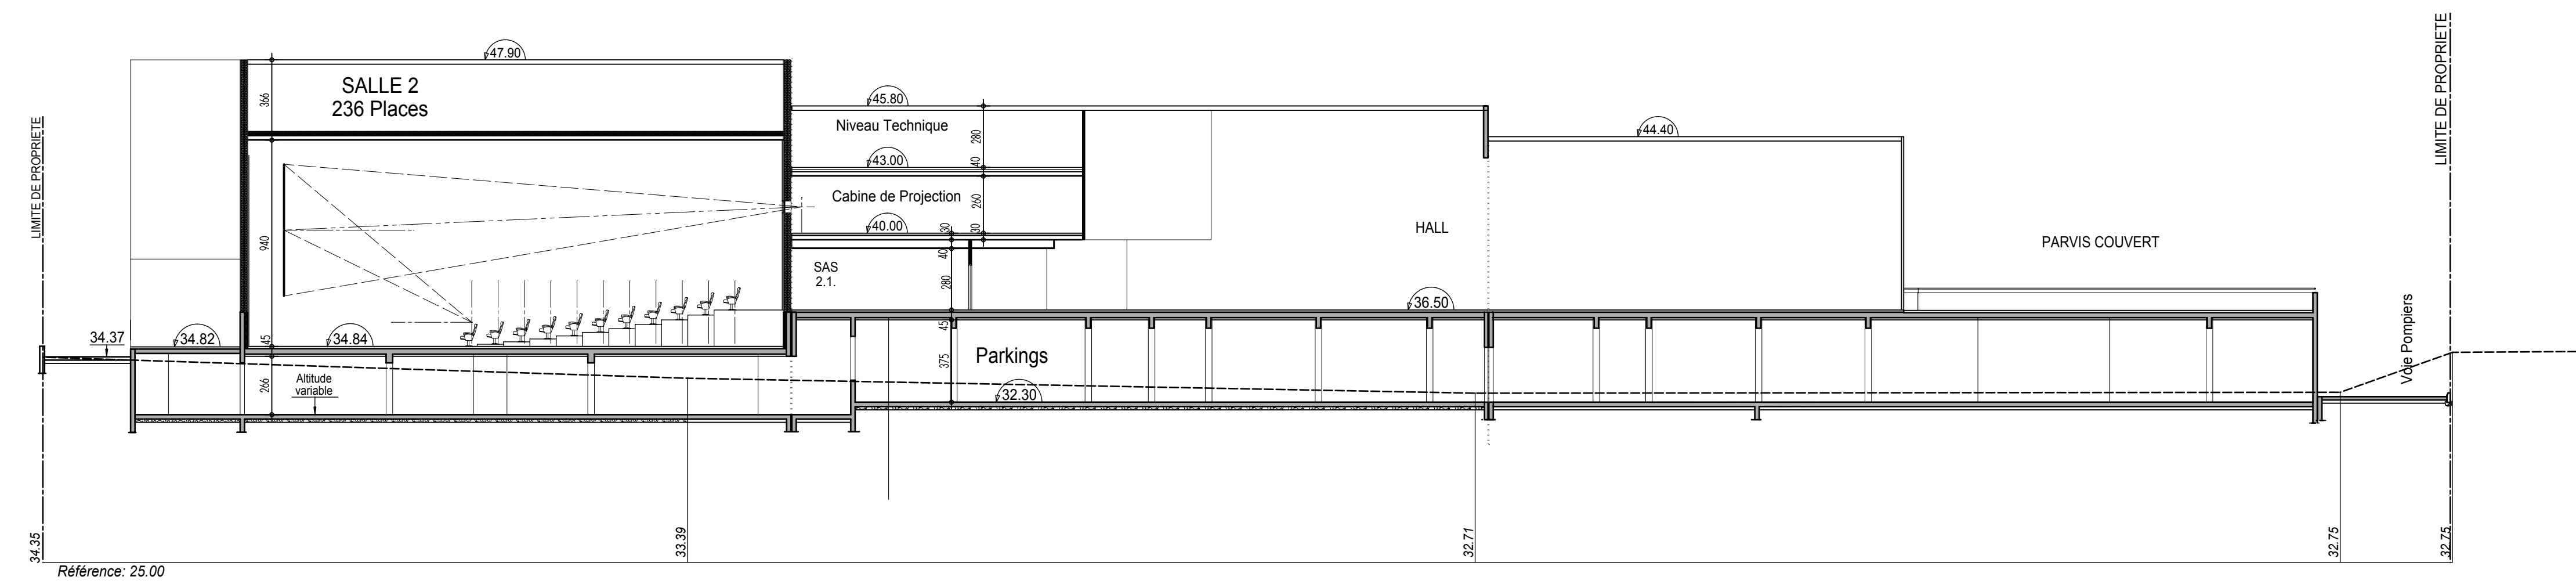 LIMITE DE PROPRIETE
47.90
SALLE 2
236 Places
366
45.80
Niveau Technique
280
44.40
LIMITE DE PROPRIETE
43.00
40
Cabine de Projection
260
940
40.00
30
30
HALL
PARVIS COUVERT
40
SAS
2.1.
280
36.50
34.37
34.82
34.84
45
45
Parkings
375
Voie Pompiers
Altitude
variable
266
32.30
34.35
33.39
32.71
32.75
32.75
Référence: 25.00